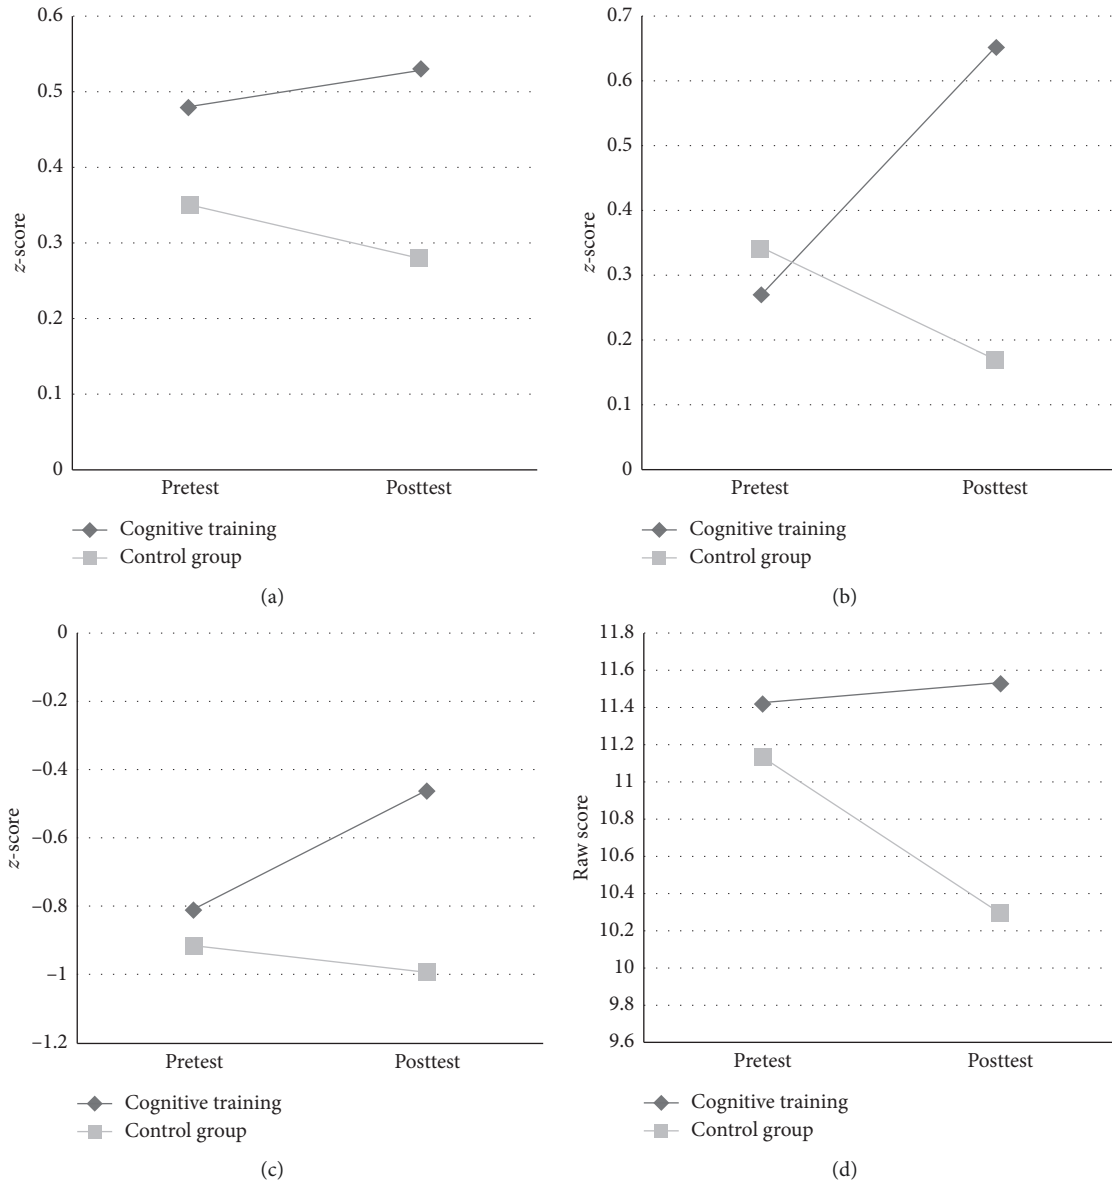 0.6
0.5
0.4
0.3
0.2
0.1
0
z-score
Pretest
Posttest
Cognitive training
Control group
(a)
0.7
0.6
0.5
0.4
0.3
0.2
0.1
0
z-score
Pretest
Posttest
Cognitive training
Control group
(b)
0
–0.2
–0.4
–0.6
–0.8
–1
–1.2
z-score
Pretest
Posttest
Cognitive training
Control group
(c)
11.8
11.6
11.4
11.2
11
10.8
10.6
10.4
10.2
10
9.8
9.6
Raw score
Pretest
Posttest
Cognitive training
Control group
(d)